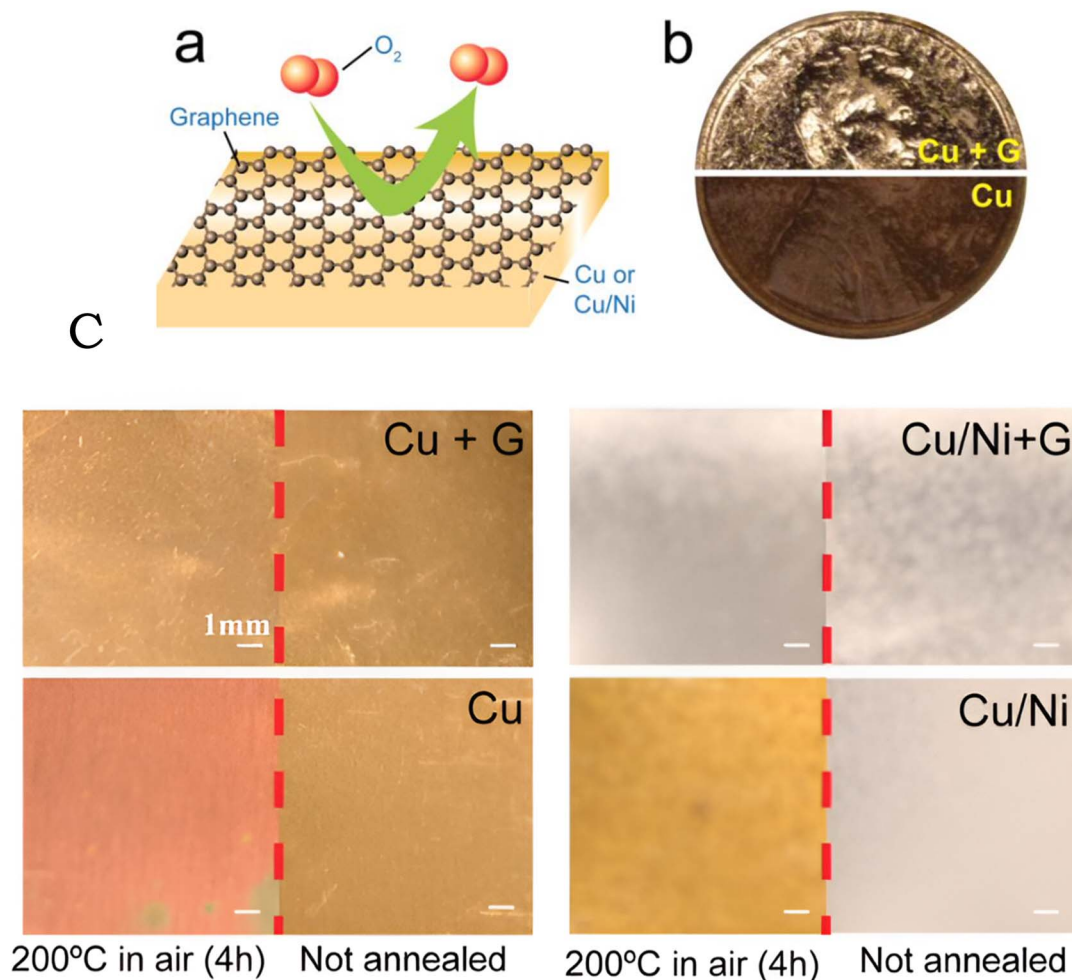 a
O₂
Graphene
Cu or
Cu/Ni
b
Cu + G
Cu
C
Cu + G
1mm
Cu
200ºC in air (4h)
Not annealed
Cu/Ni+G
Cu/Ni
200ºC in air (4h)
Not annealed